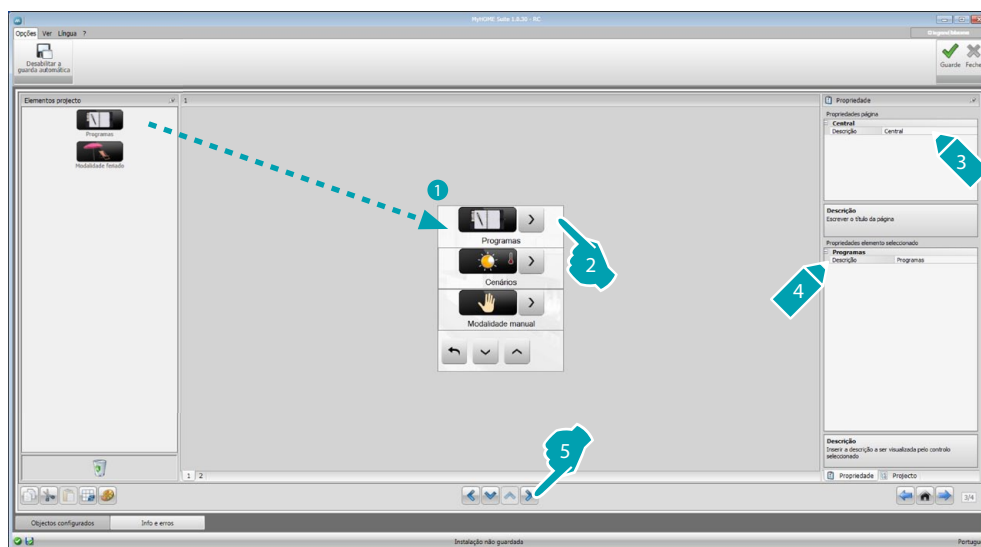 MyHOME Suite 1.0.30 - RC
Opções Ver Língua ?
Desabilitar a
guarda automática
Guarde Feche
Elementos projecto
1
Propriedade
Programas
Modalidade feriado
Propriedades página
Central
Descrição Central
3
Descrição
Escrever o título da página
1
Programas
2
Cenários
Modalidade manual
Propriedades elemento seleccionado
Programas
Descrição Programas
4
5
Descrição
Inserir a descrição a ser visualizada pelo controlo
seleccionado
1 2
Propriedade Projecto
3/4
Objectos configurados Info e erros
Instalação não guardada
Portugu